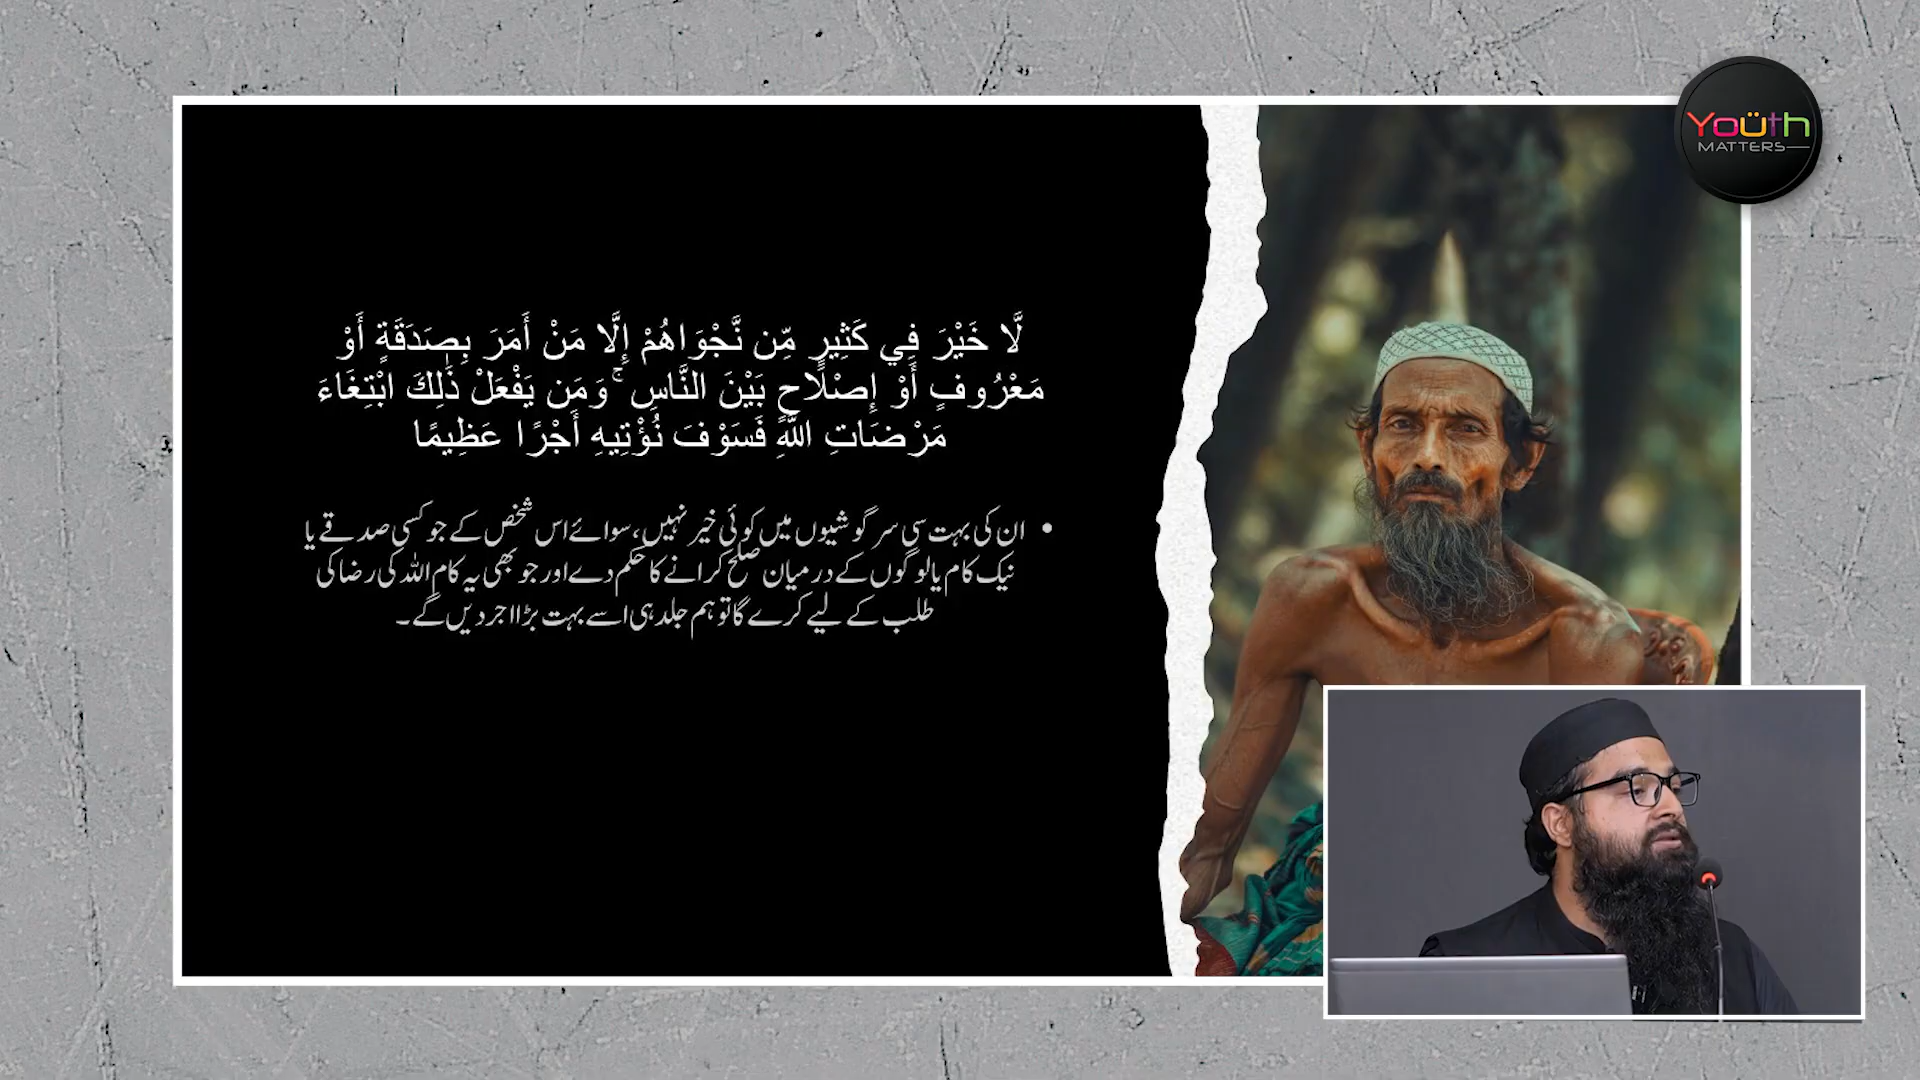 Yoüth
MATTERS
لَّا خَيْرَ فِي كَثِيرٍ مِّن نَّجْوَاهُمْ إِلَّا مَنْ أَمَرَ بِصَدَقَةٍ أَوْ
مَعْرُوفٍ أَوْ إِصْلَاحٍ بَيْنَ النَّاسِ ۚ وَمَن يَفْعَلْ ذَٰلِكَ ابْتِغَاءَ
مَرْضَاتِ اللَّهِ فَسَوْفَ نُؤْتِيهِ أَجْرًا عَظِيمًا
• ان کی بہت سی سرگوشیوں میں کوئی خیر نہیں، سوائے اس شخص کے جو کسی صدقے یا
نیک کام یا لوگوں کے درمیان صلح کرانے کا حکم دے اور جو بھی یہ کام اللہ کی رضا کی
طلب کے لیے کرے گا تو ہم جلد ہی اسے بہت بڑا اجر دیں گے۔